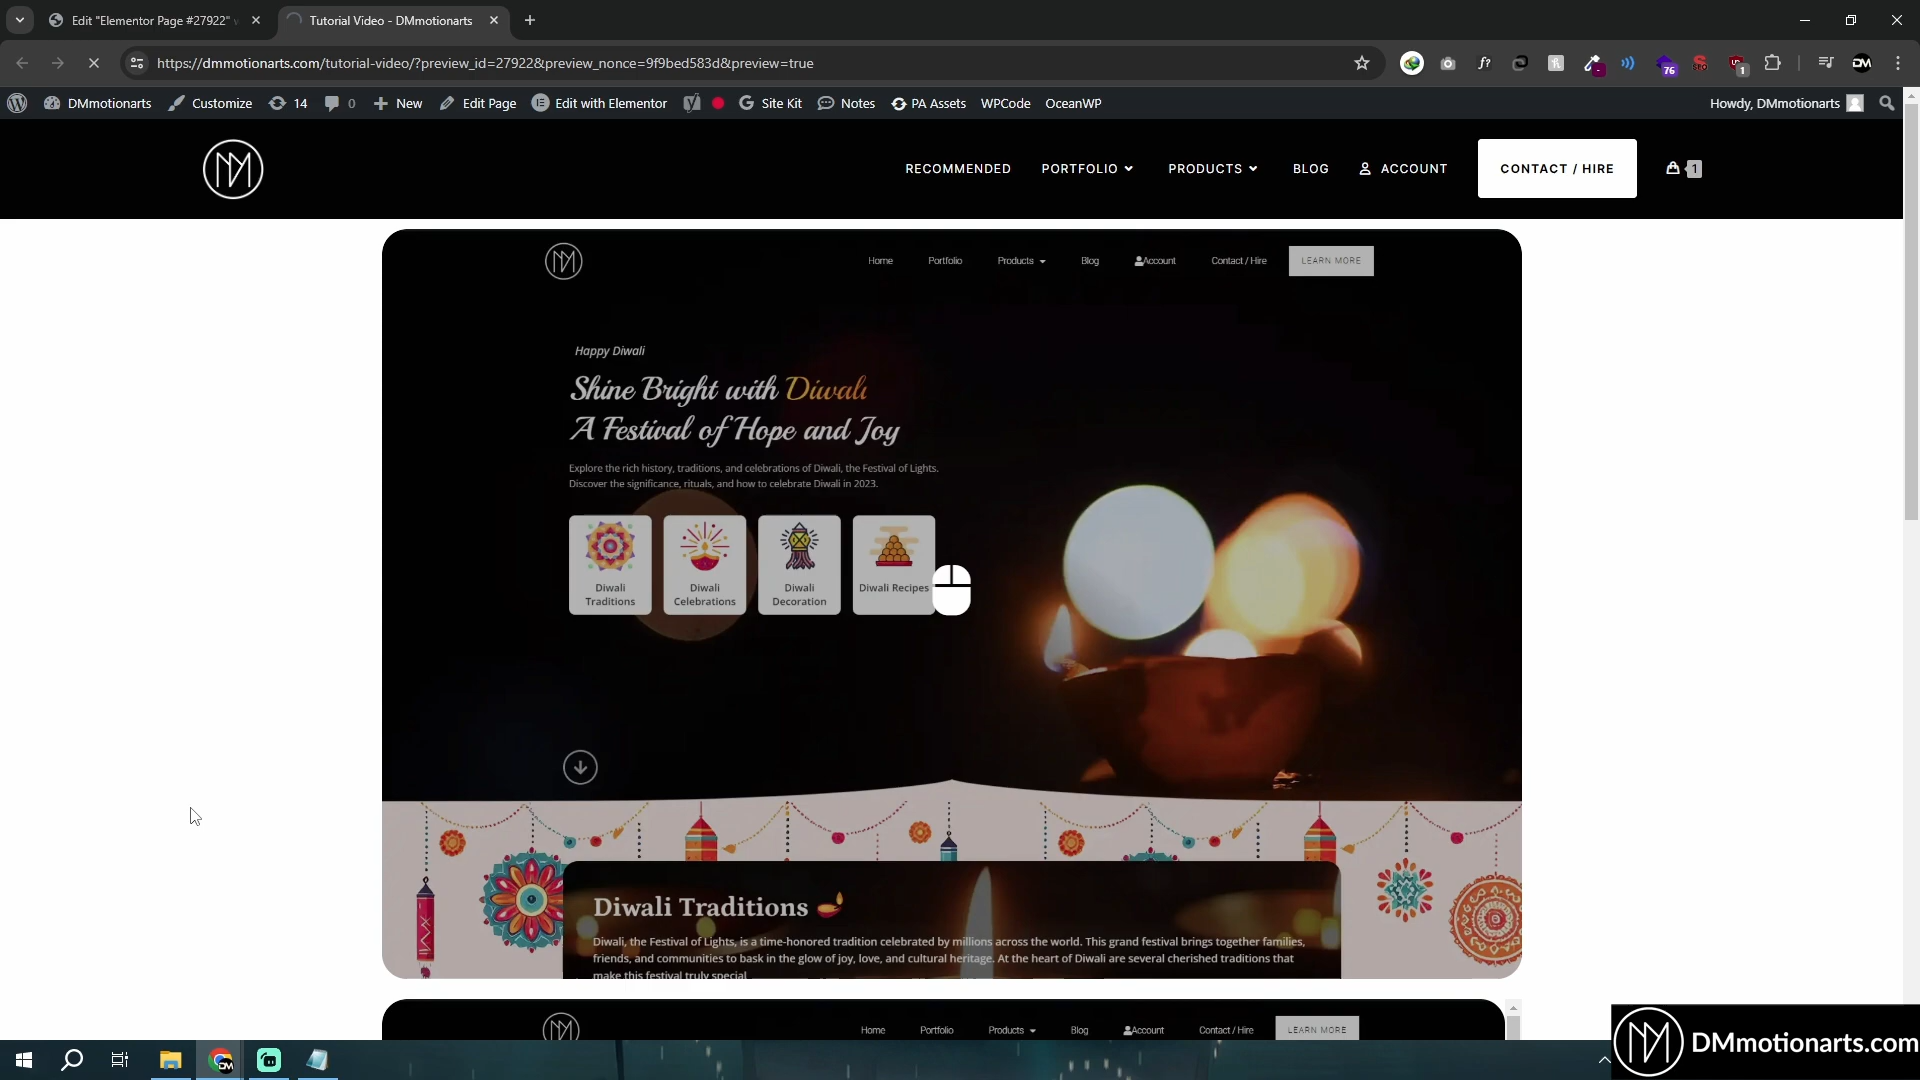 Edit "Elementor Page #27922" w
Tutorial Video - DMmotionarts
https://dmmotionarts.com/tutorial-video/?preview_id=27922&preview_nonce=9f9bed583d&preview=true
76
1
DMmotionarts
Customize
14
0
New
Edit Page
Edit with Elementor
Site Kit
Notes
PA Assets
WPCode
OceanWP
Howdy, DMmotionarts
RECOMMENDED
PORTFOLIO
PRODUCTS
BLOG
ACCOUNT
CONTACT / HIRE
1
Home
Portfolio
Products
Blog
Account
Contact / Hire
LEARN MORE
Happy Diwali
Shine Bright with Diwali
A Festival of Hope and Joy
Explore the rich history, traditions, and celebrations of Diwali, the Festival of Lights.
Discover the significance, rituals, and how to celebrate Diwali in 2023.
Diwali
Traditions
Diwali
Celebrations
Diwali
Decoration
Diwali Recipes
Diwali Traditions
Diwali, the Festival of Lights, is a time-honored tradition celebrated by millions across the world. This grand festival brings together families,
friends, and communities to bask in the glow of joy, love, and cultural heritage. At the heart of Diwali are several cherished traditions that
make this festival truly special
Home
Portfolio
Products
Blog
Account
Contact / Hire
LEARN MORE
DMmotionarts.com